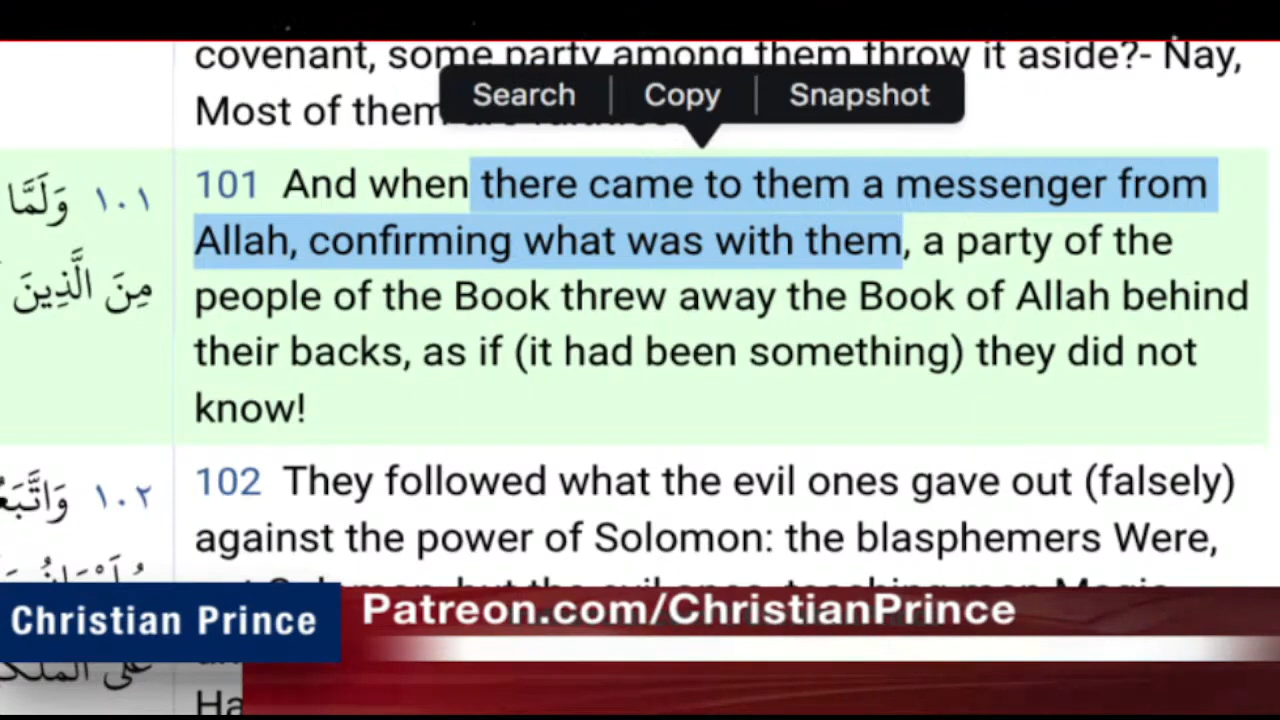 covenant, some party among them throw it aside?- Nay,
Search Copy Snapshot
Most of them
١٠١ وَلَمَّا
مِنَ الَّذِينَ
101 And when there came to them a messenger from
Allah, confirming what was with them, a party of the
people of the Book threw away the Book of Allah behind
their backs, as if (it had been something) they did not
know!
١٠٢
102 They followed what the evil ones gave out (falsely)
against the power of Solomon: the blasphemers Were,
Christian Prince
Patreon.com/ChristianPrince